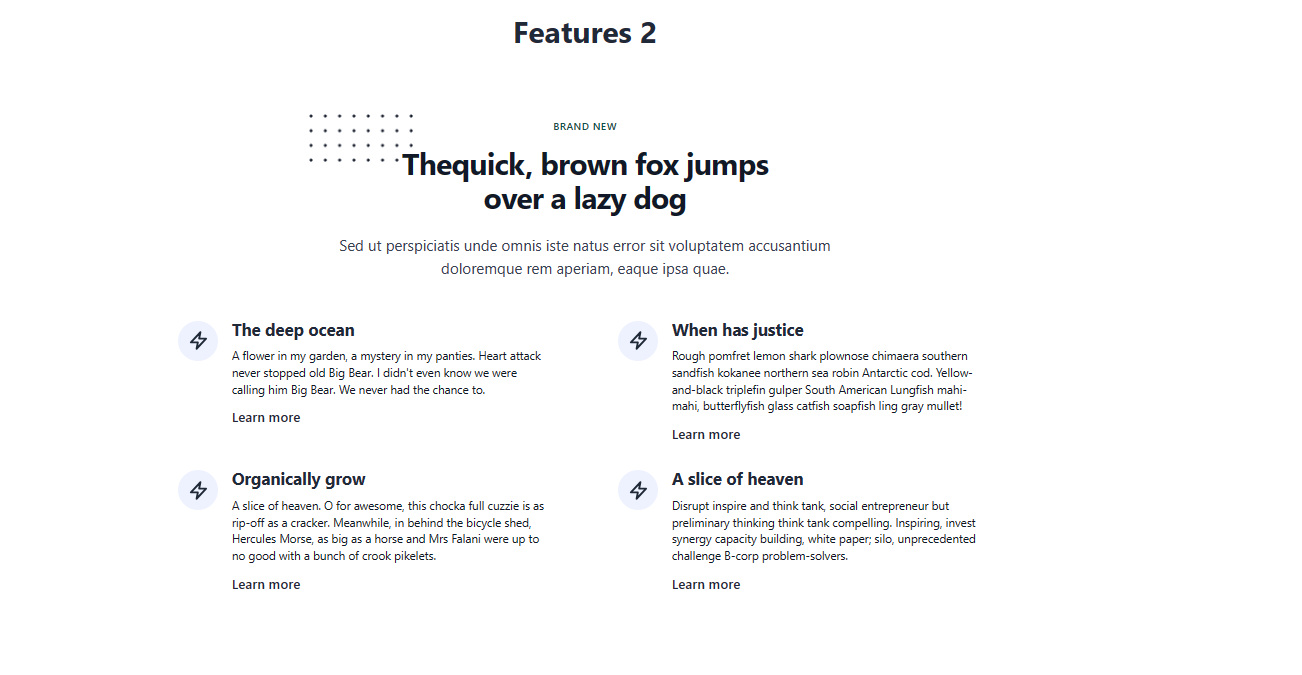 Features 2
BRAND NEW
Thequick, brown fox jumps
over a lazy dog
Sed ut perspiciatis unde omnis iste natus error sit voluptatem accusantium
doloremque rem aperiam, eaque ipsa quae.
The deep ocean
A flower in my garden, a mystery in my panties. Heart attack
never stopped old Big Bear. I didn't even know we were
calling him Big Bear. We never had the chance to.
Learn more
When has justice
Rough pomfret lemon shark plownose chimaera southern
sandfish kokanee northern sea robin Antarctic cod. Yellow-
and-black triplefin gulper South American Lungfish mahi-
mahi, butterflyfish glass catfish soapfish ling gray mullet!
Learn more
Organically grow
A slice of heaven. O for awesome, this chocka full cuzzie is as
rip-off as a cracker. Meanwhile, in behind the bicycle shed,
Hercules Morse, as big as a horse and Mrs Falani were up to
no good with a bunch of crook pikelets.
Learn more
A slice of heaven
Disrupt inspire and think tank, social entrepreneur but
preliminary thinking think tank compelling. Inspiring, invest
synergy capacity building, white paper; silo, unprecedented
challenge B-corp problem-solvers.
Learn more